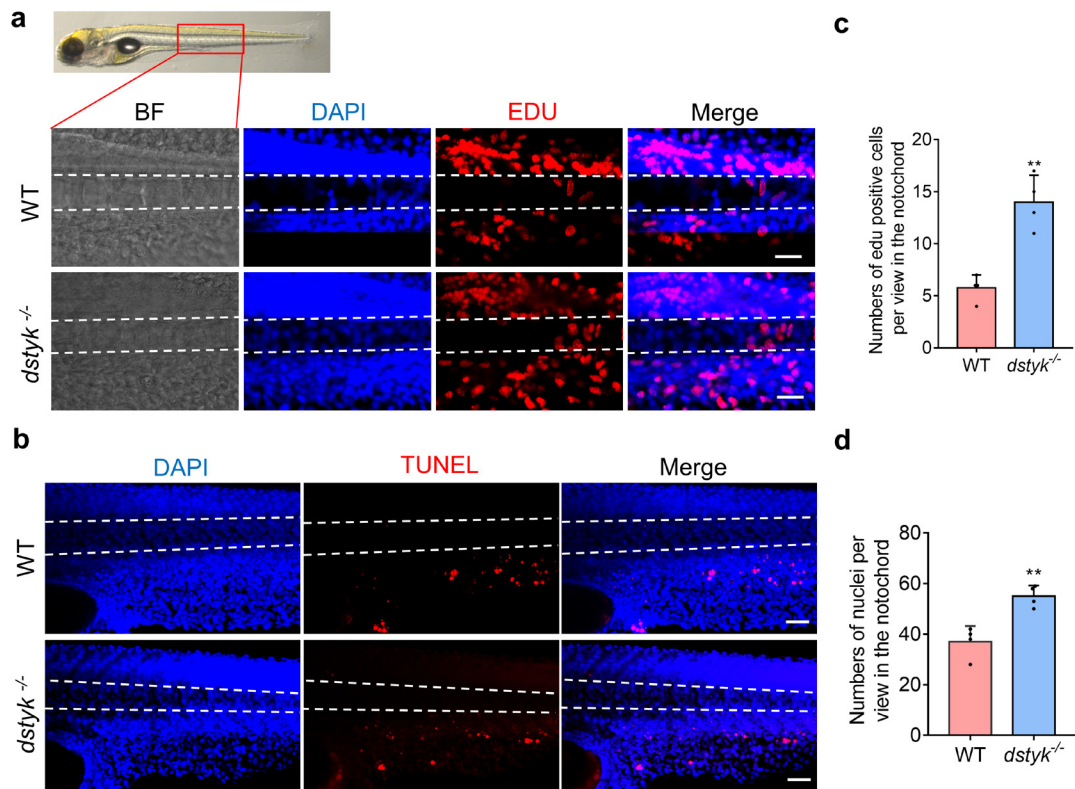 a
BF DAPI EDU Merge
WT
dstyk -/-
b
DAPI TUNEL Merge
WT
dstyk -/-
c
Numbers of edu positive cells
per view in the notochord
20
15
10
5
0
**
WT dstyk-/-
d
Numbers of nuclei per
view in the notochord
80
60
40
20
0
**
WT dstyk-/-